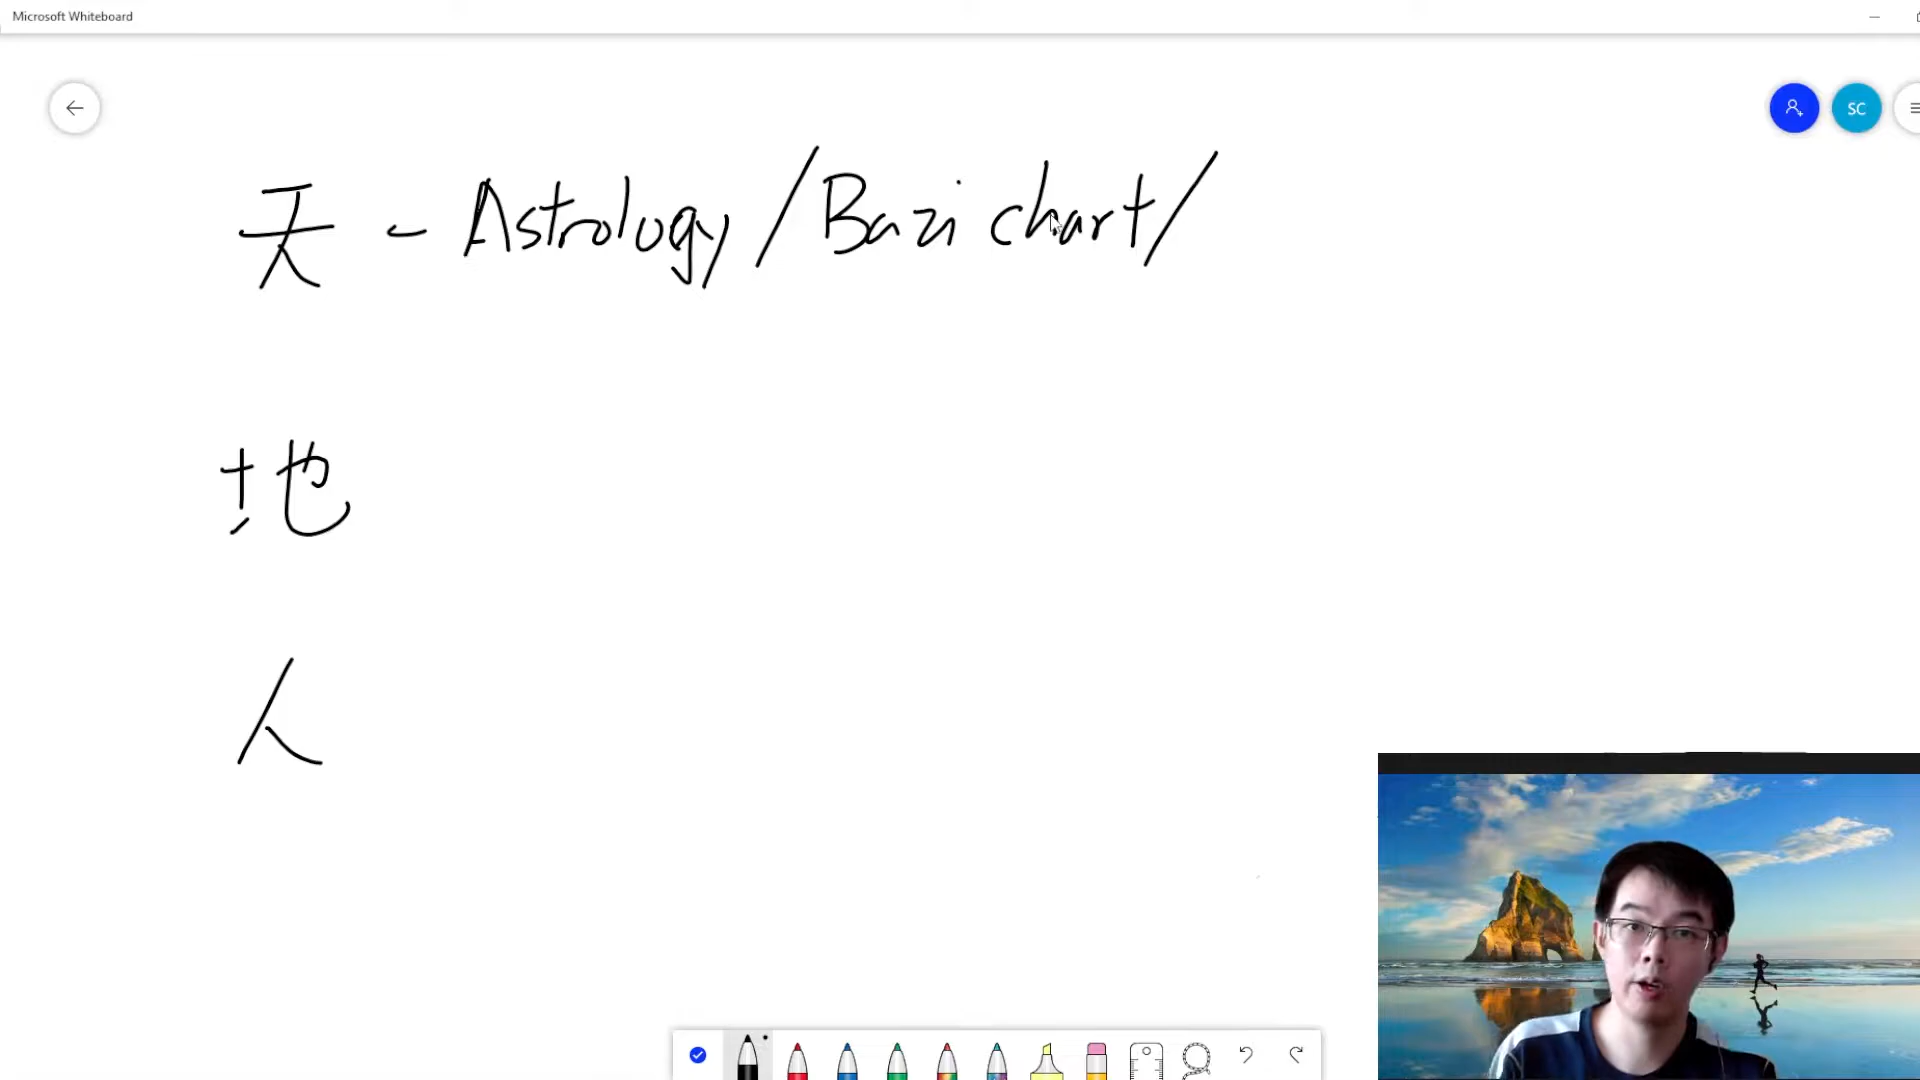 Microsoft Whiteboard
SC
天 - Astrology / Bazi chart /
地
人